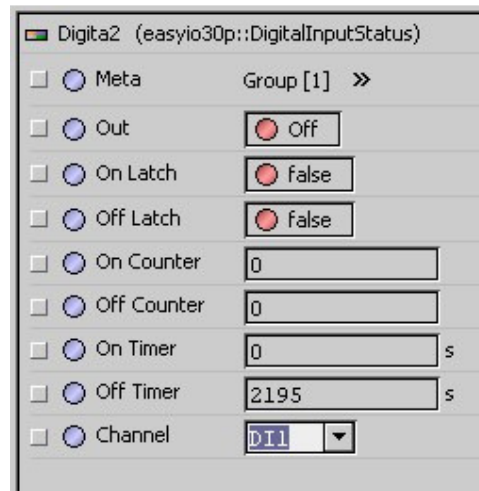 Digita2 (easyio30p::DigitalInputStatus)
Meta Group [1] »
Out Off
On Latch false
Off Latch false
On Counter 0
Off Counter 0
On Timer 0 s
Off Timer 2195 s
Channel DI1